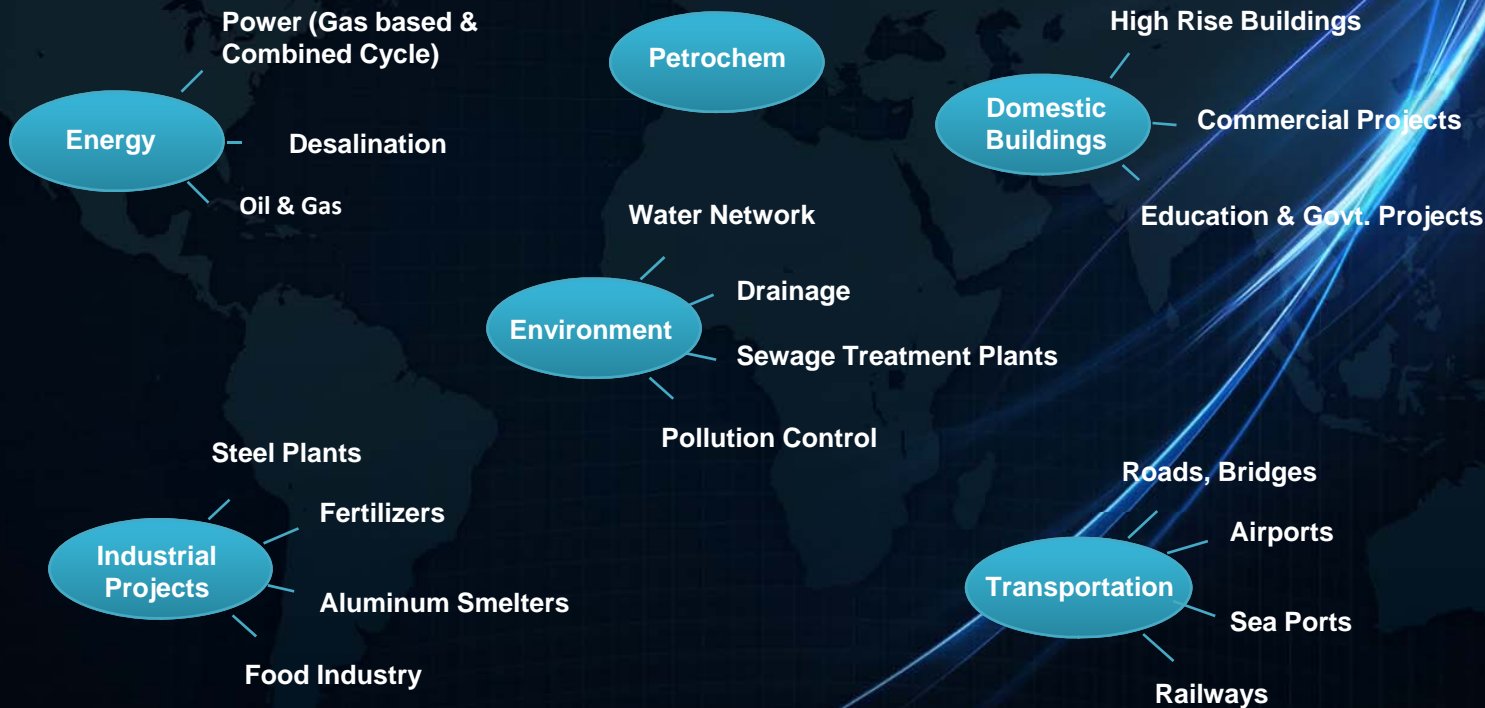 Power (Gas based &
Combined Cycle)
Energy
Desalination
Oil & Gas
Petrochem
High Rise Buildings
Domestic
Buildings
Commercial Projects
Education & Govt. Projects
Water Network
Drainage
Environment
Sewage Treatment Plants
Pollution Control
Steel Plants
Fertilizers
Industrial
Projects
Aluminum Smelters
Food Industry
Roads, Bridges
Airports
Transportation
Sea Ports
Railways